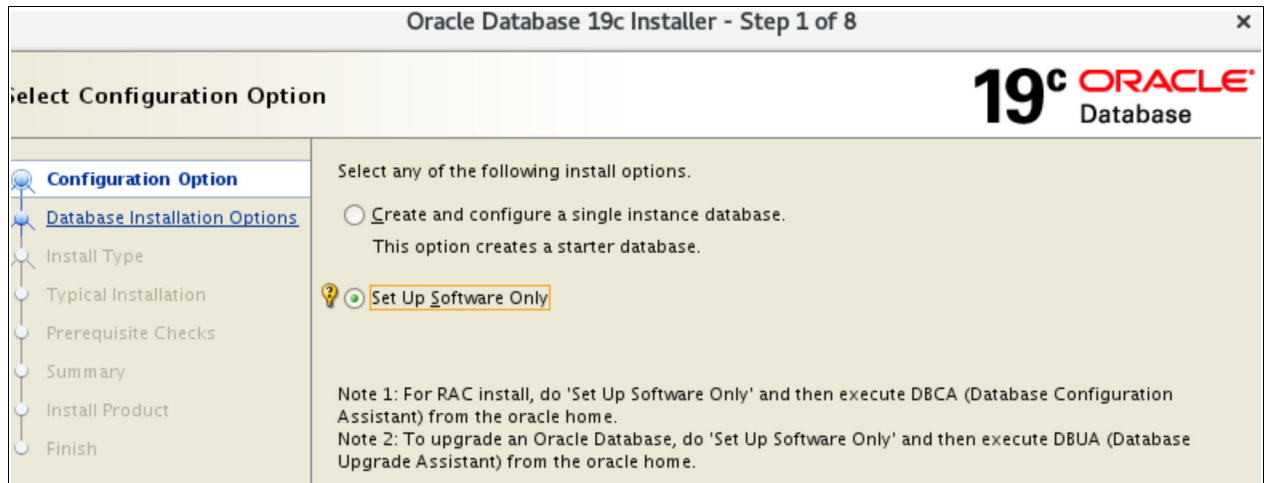 Oracle Database 19c Installer - Step 1 of 8
Select Configuration Option
19c ORACLE
Database
Configuration Option
Database Installation Options
Install Type
Typical Installation
Prerequisite Checks
Summary
Install Product
Finish
Select any of the following install options.
Create and configure a single instance database.
This option creates a starter database.
Set Up Software Only
Note 1: For RAC install, do 'Set Up Software Only' and then execute DBCA (Database Configuration
Assistant) from the oracle home.
Note 2: To upgrade an Oracle Database, do 'Set Up Software Only' and then execute DBUA (Database
Upgrade Assistant) from the oracle home.